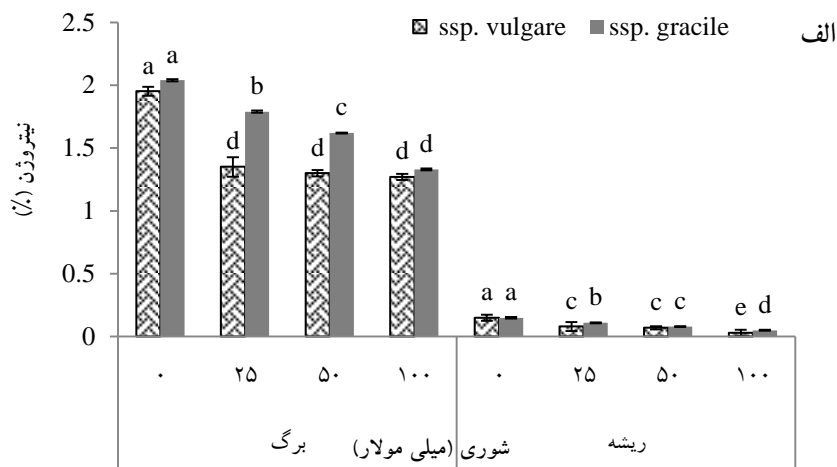 الف
ssp. vulgare ssp. gracile
نیتروژن (٪)
2.5
2
1.5
1
0.5
0
a a
d b
d c
d d
a a
c b
c c
e d
۰ ۲۵ ۵۰ ۱۰۰ ۰ ۲۵ ۵۰ ۱۰۰
برگ شوری (میلی مولار) ریشه